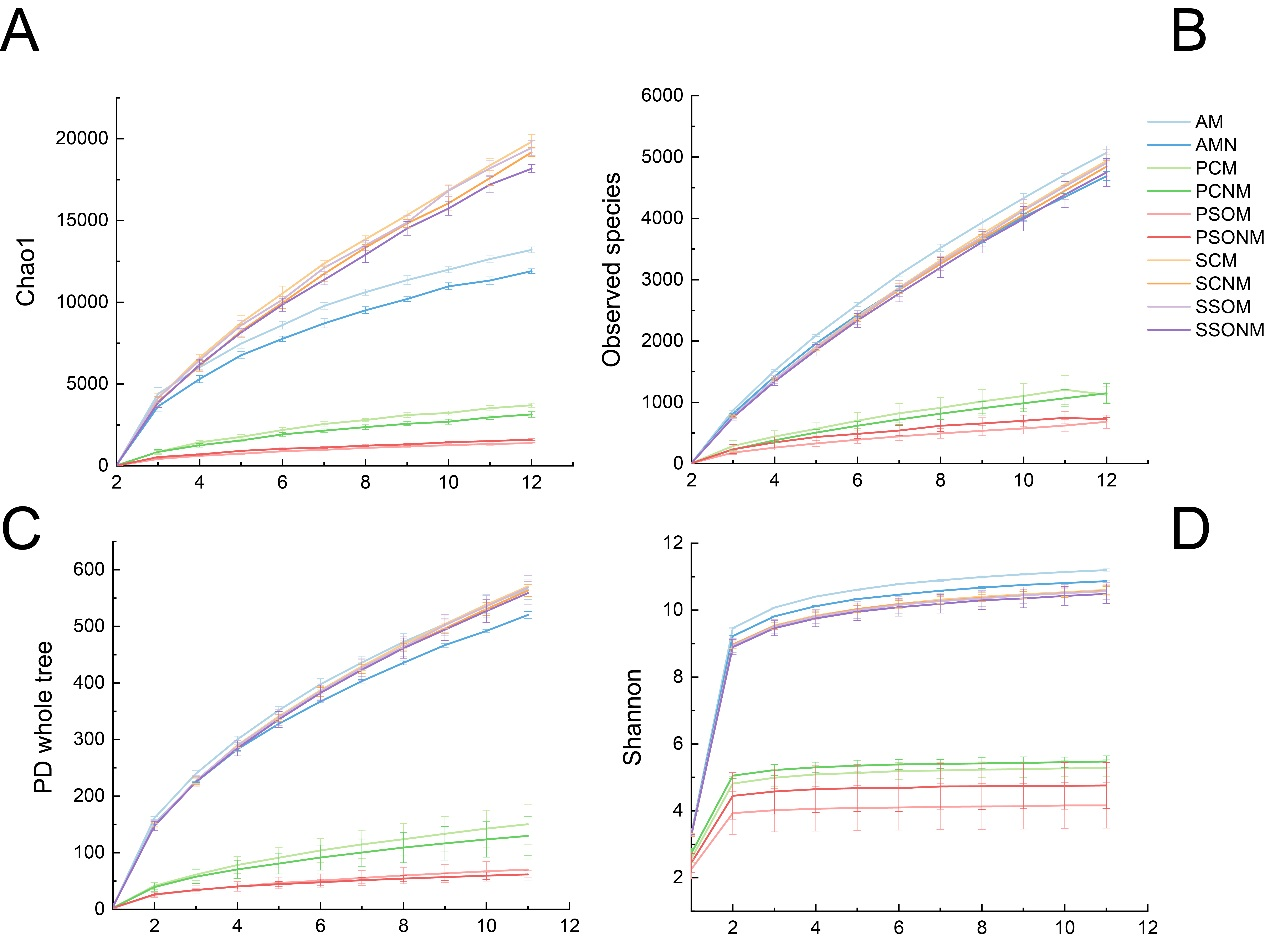 A
B
20000
15000
10000
5000
0
Chao1
2 4 6 8 10 12
6000
5000
4000
3000
2000
1000
0
Observed species
2 4 6 8 10 12
AM
AMN
PCM
PCNM
PSOM
PSONM
SCM
SCNM
SSOM
SSONM
C
D
600
500
400
300
200
100
0
PD whole tree
2 4 6 8 10 12
12
10
8
6
4
2
Shannon
2 4 6 8 10 12